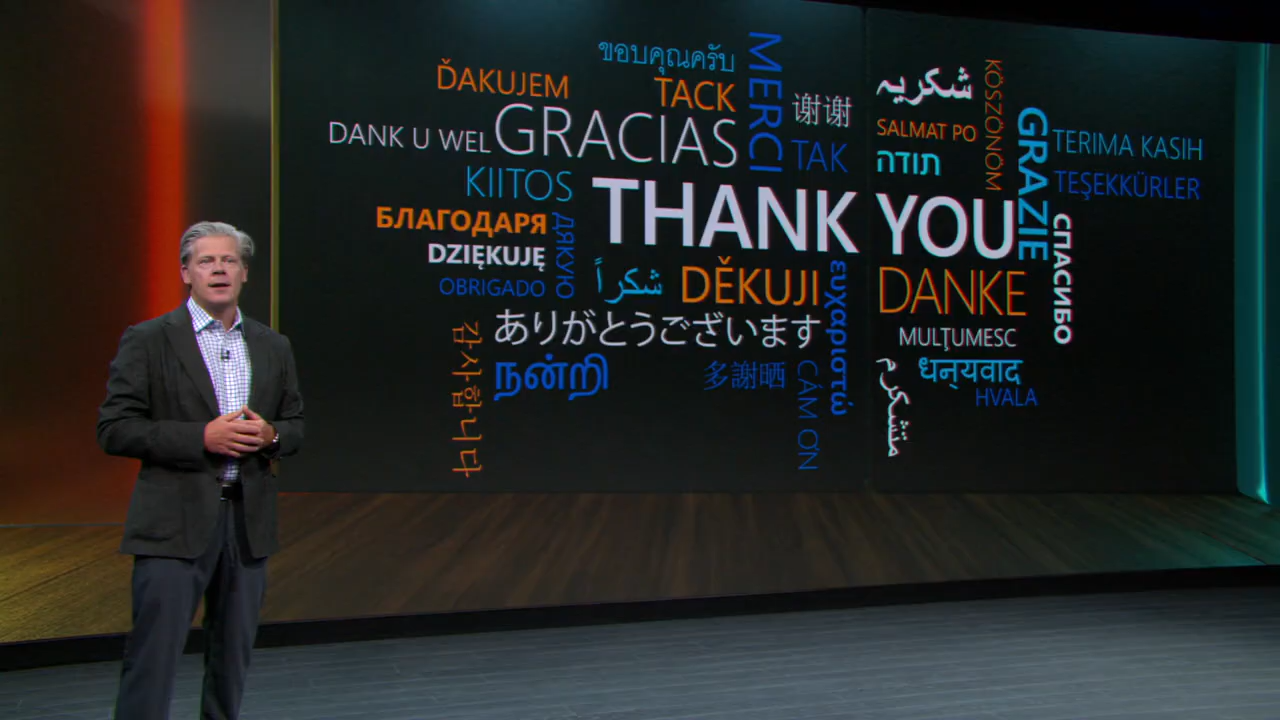 ขอบคุณครับ
MERCI
ĎAKUJEM
TACK
谢谢
شكريہ
KÖSZÖNÖM
DANK U WEL
GRACIAS
TAK
SALMAT PO
GRAZIE
TERIMA KASIH
תודה
KIITOS
TEŞEKKÜRLER
THANK YOU
БЛАГОДАРЯ
ДЯКУЮ
СПАСИБО
DZIĘKUJĘ
OBRIGADO
شكراً
DĚKUJI
ευχαριστώ
DANKE
감사합니다
ありがとうございます
MULŢUMESC
நன்றி
多謝晒
CÁM ƠN
متشکرم
धन्यवाद
HVALA